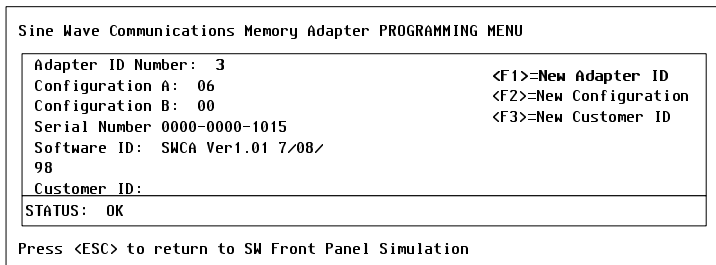 Sine Wave Communications Memory Adapter PROGRAMMING MENU
Adapter ID Number: 3
Configuration A: 06
Configuration B: 00
Serial Number 0000-0000-1015
Software ID: SWCA Ver1.01 7/08/
98
Customer ID:
<F1>=New Adapter ID
<F2>=New Configuration
<F3>=New Customer ID
STATUS: OK
Press <ESC> to return to SW Front Panel Simulation